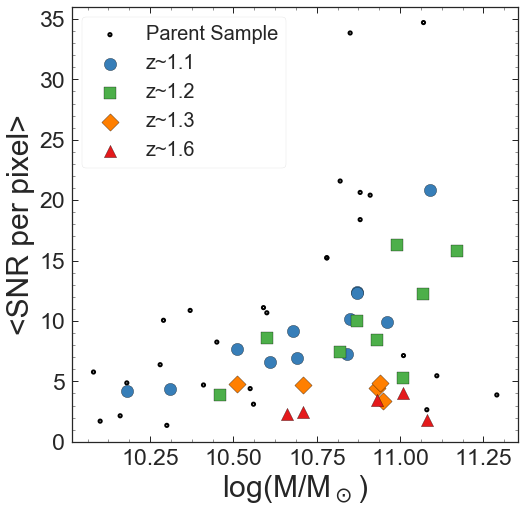 Parent Sample
z~1.1
z~1.2
z~1.3
z~1.6
<SNR per pixel>
35
30
25
20
15
10
5
0
10.25 10.50 10.75 11.00 11.25
log(M/M⊙)